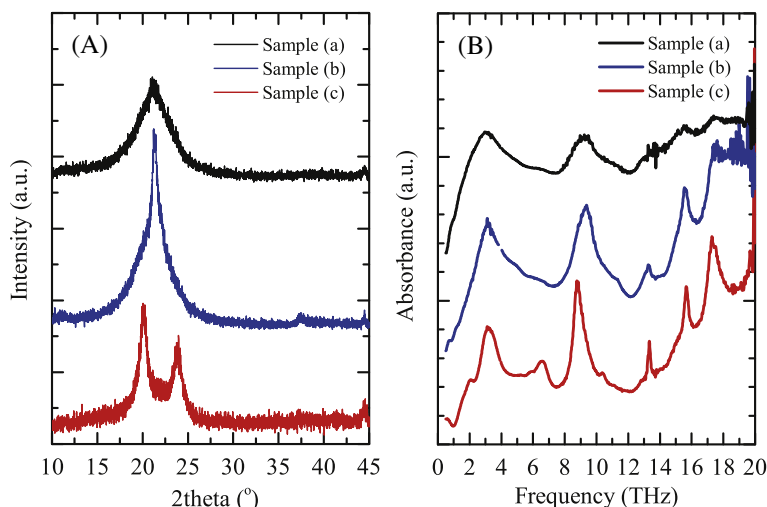 (A)
Sample (a)
Sample (b)
Sample (c)
Intensity (a.u.)
10 15 20 25 30 35 40 45
2theta (°)
(B)
Sample (a)
Sample (b)
Sample (c)
Absorbance (a.u.)
0 2 4 6 8 10 12 14 16 18 20
Frequency (THz)